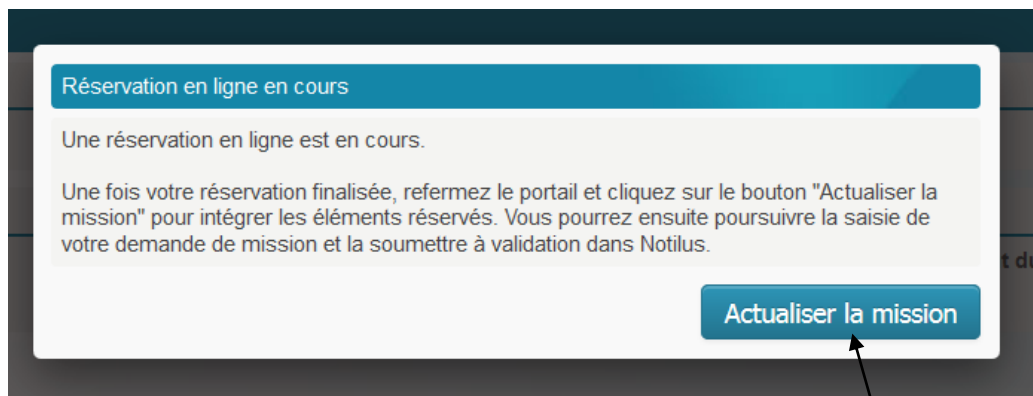 Réservation en ligne en cours
Une réservation en ligne est en cours.
Une fois votre réservation finalisée, refermez le portail et cliquez sur le bouton "Actualiser la
mission" pour intégrer les éléments réservés. Vous pourrez ensuite poursuivre la saisie de
votre demande de mission et la soumettre à validation dans Notilus.
Actualiser la mission